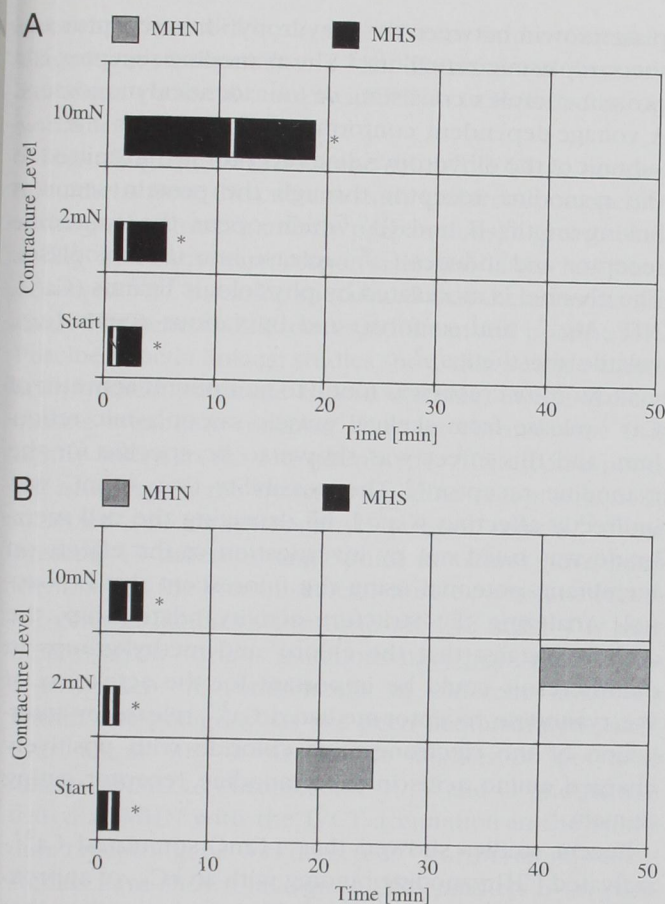 A
MHN MHS
Contracture Level
10mN
*
2mN
*
Start
*
0 10 20 30 40 50
Time [min]
B
MHN MHS
Contracture Level
10mN
*
2mN
*
Start
*
0 10 20 30 40 50
Time [min]